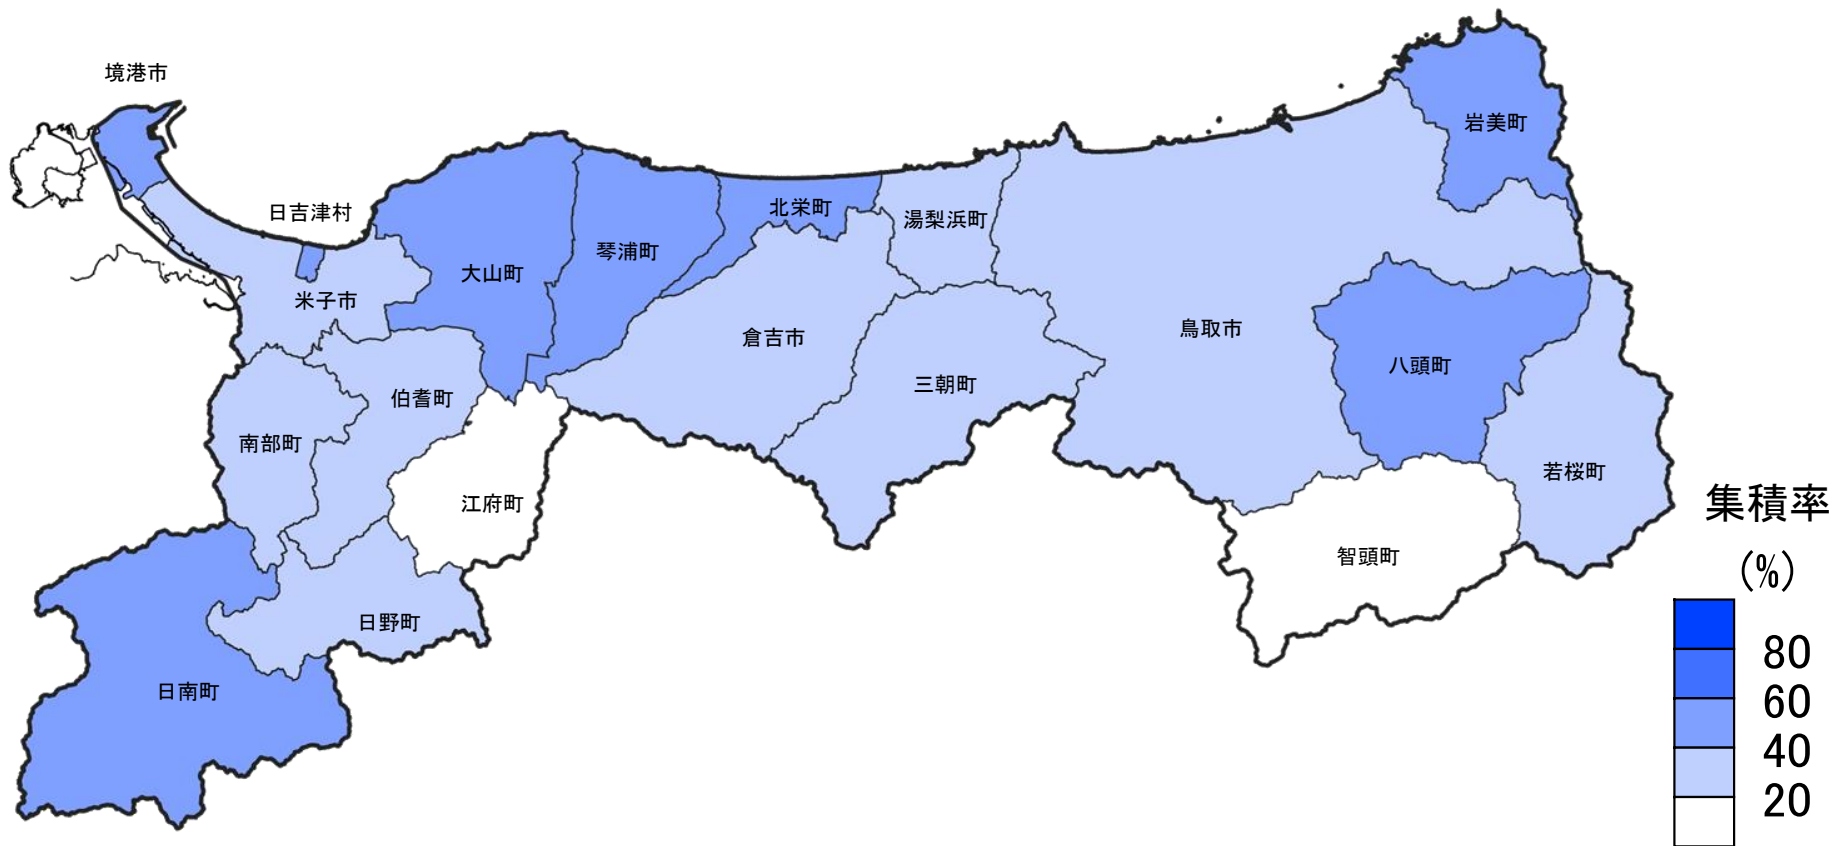 境港市
岩美町
日吉津村
北栄町
湯梨浜町
琴浦町
大山町
米子市
鳥取市
倉吉市
八頭町
三朝町
伯耆町
南部町
若桜町
江府町
智頭町
日野町
日南町
集積率
(%)
80
60
40
20